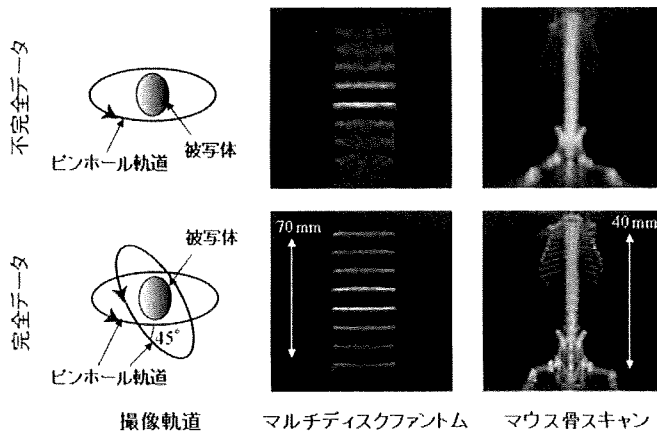 不完全データ
被写体
ピンホール軌道
完全データ
被写体
45°
ピンホール軌道
70 mm
40 mm
撮像軌道
マルチディスクファントム
マウス骨スキャン